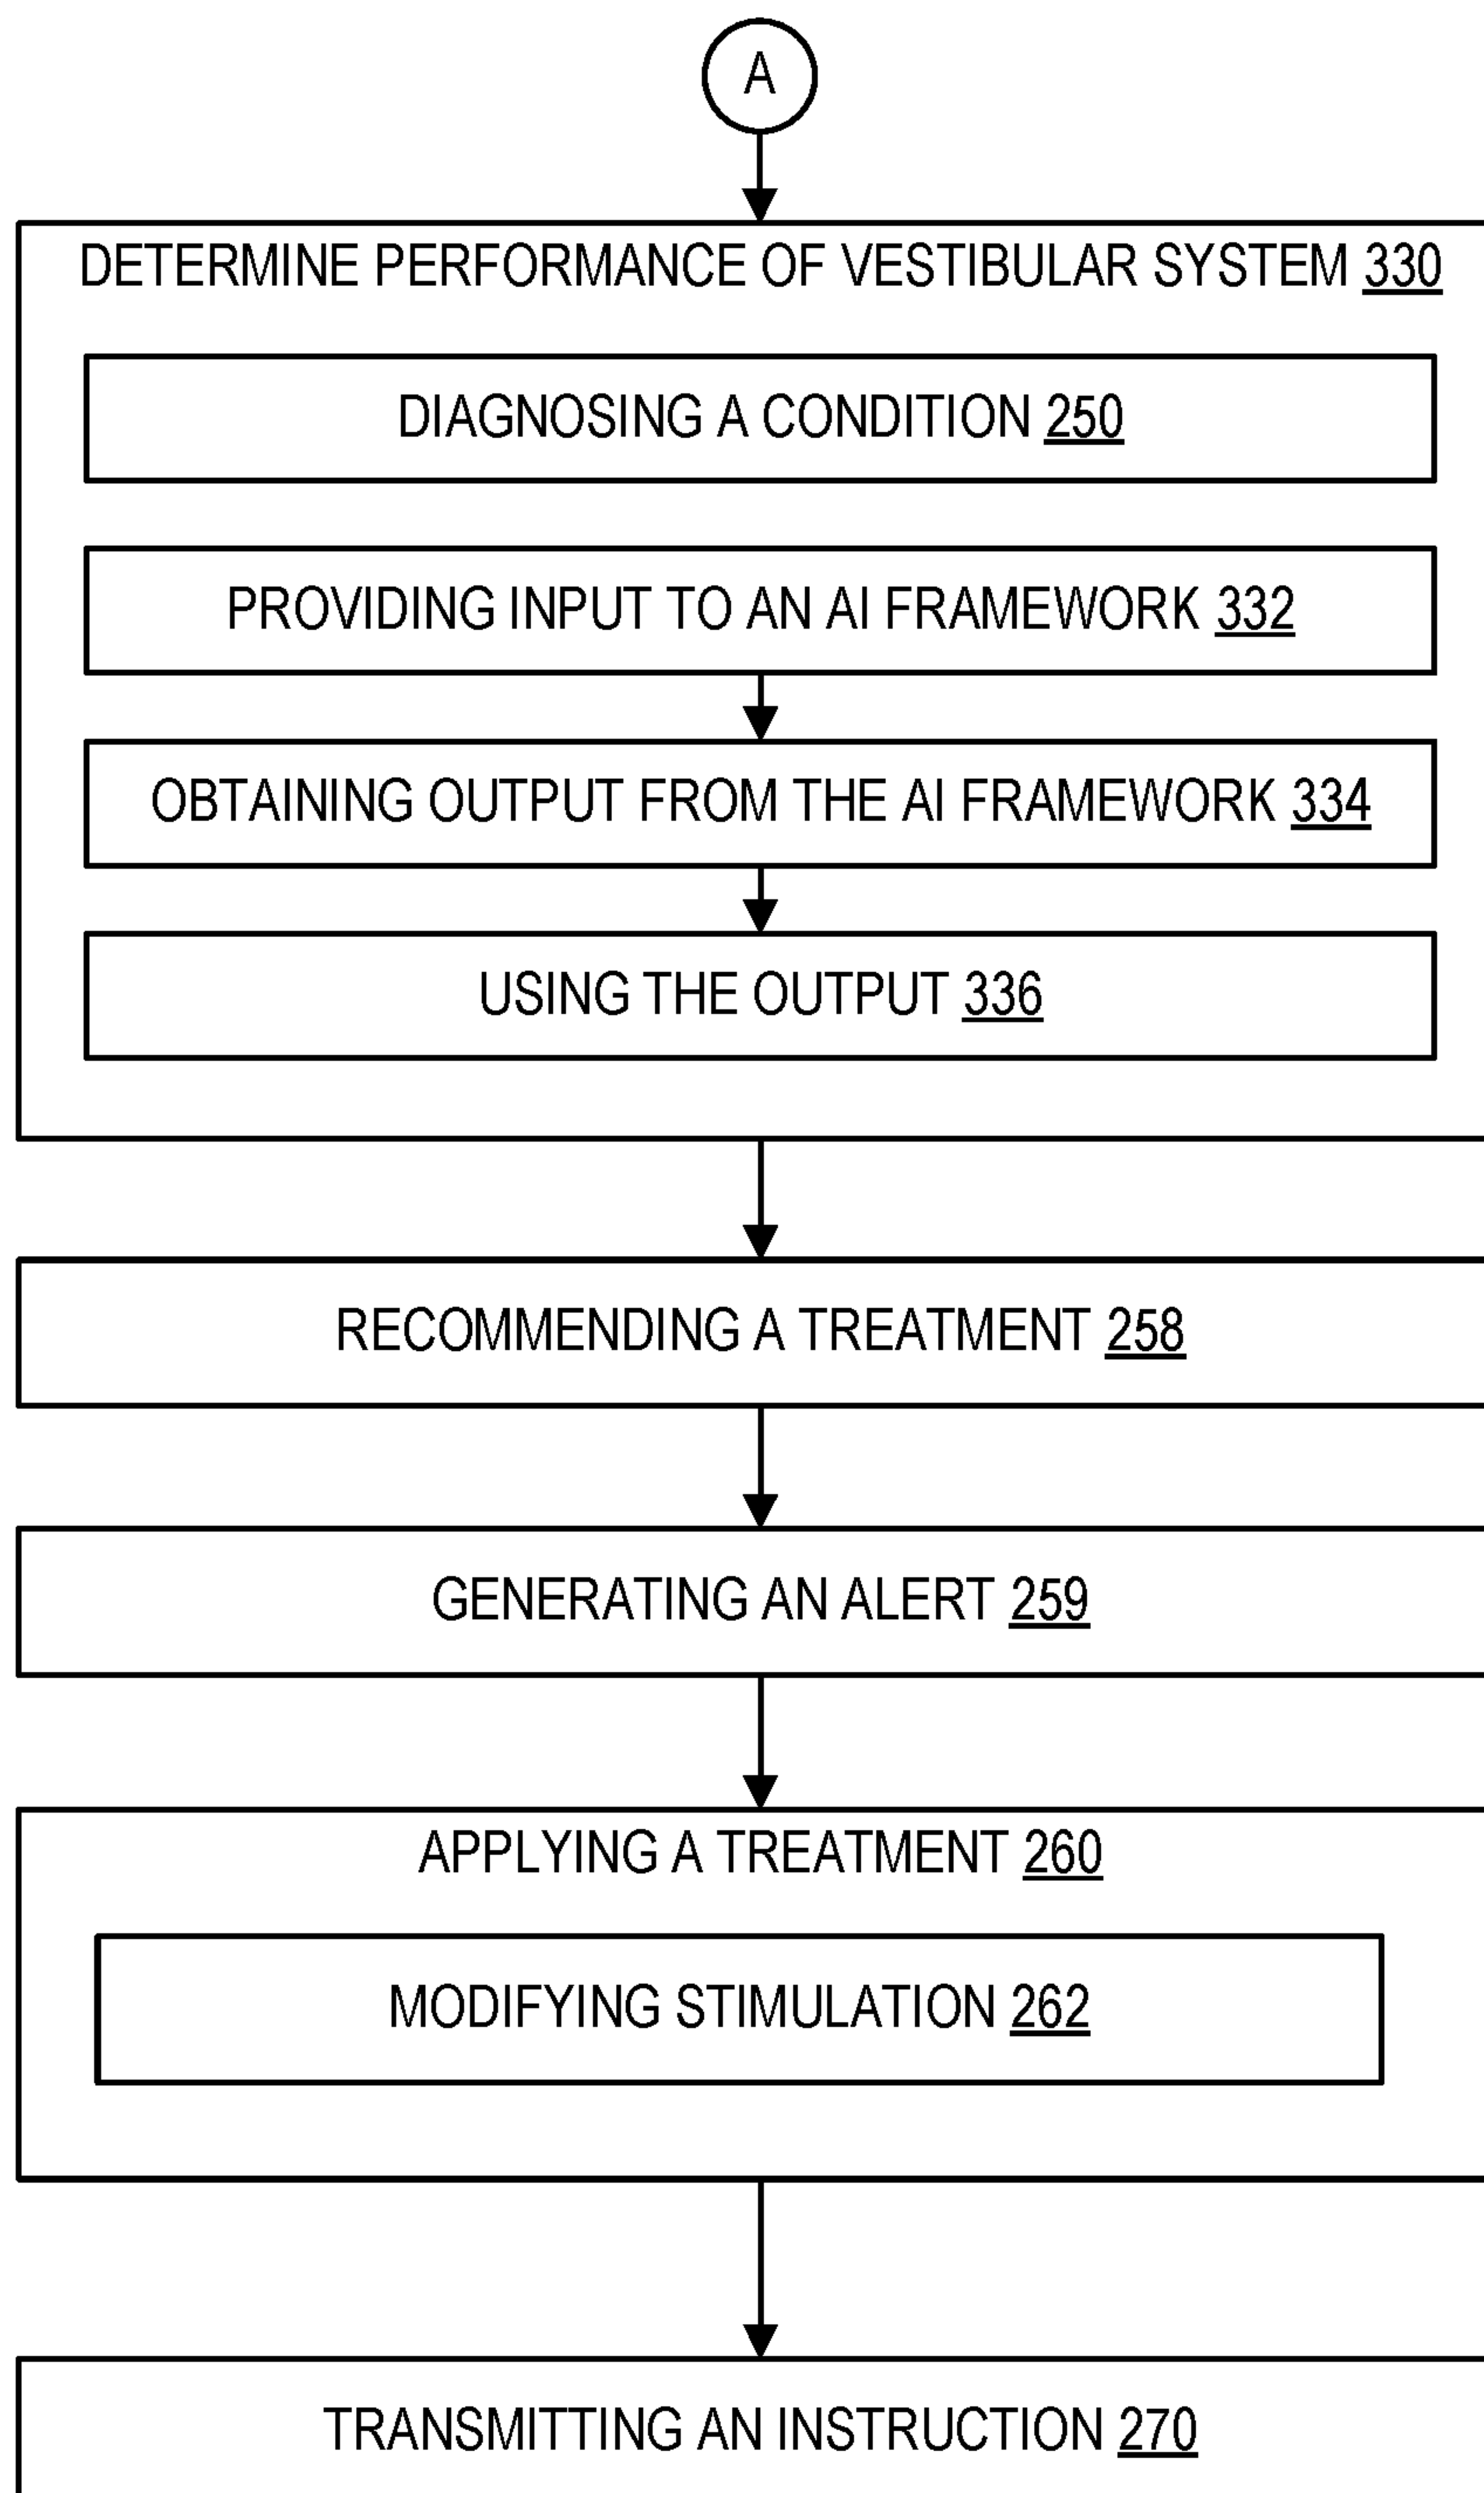 A
DETERMINE PERFORMANCE OF VESTIBULAR SYSTEM 330
DIAGNOSING A CONDITION 250
PROVIDING INPUT TO AN AI FRAMEWORK 332
OBTAINING OUTPUT FROM THE AI FRAMEWORK 334
USING THE OUTPUT 336
RECOMMENDING A TREATMENT 258
GENERATING AN ALERT 259
APPLYING A TREATMENT 260
MODIFYING STIMULATION 262
TRANSMITTING AN INSTRUCTION 270